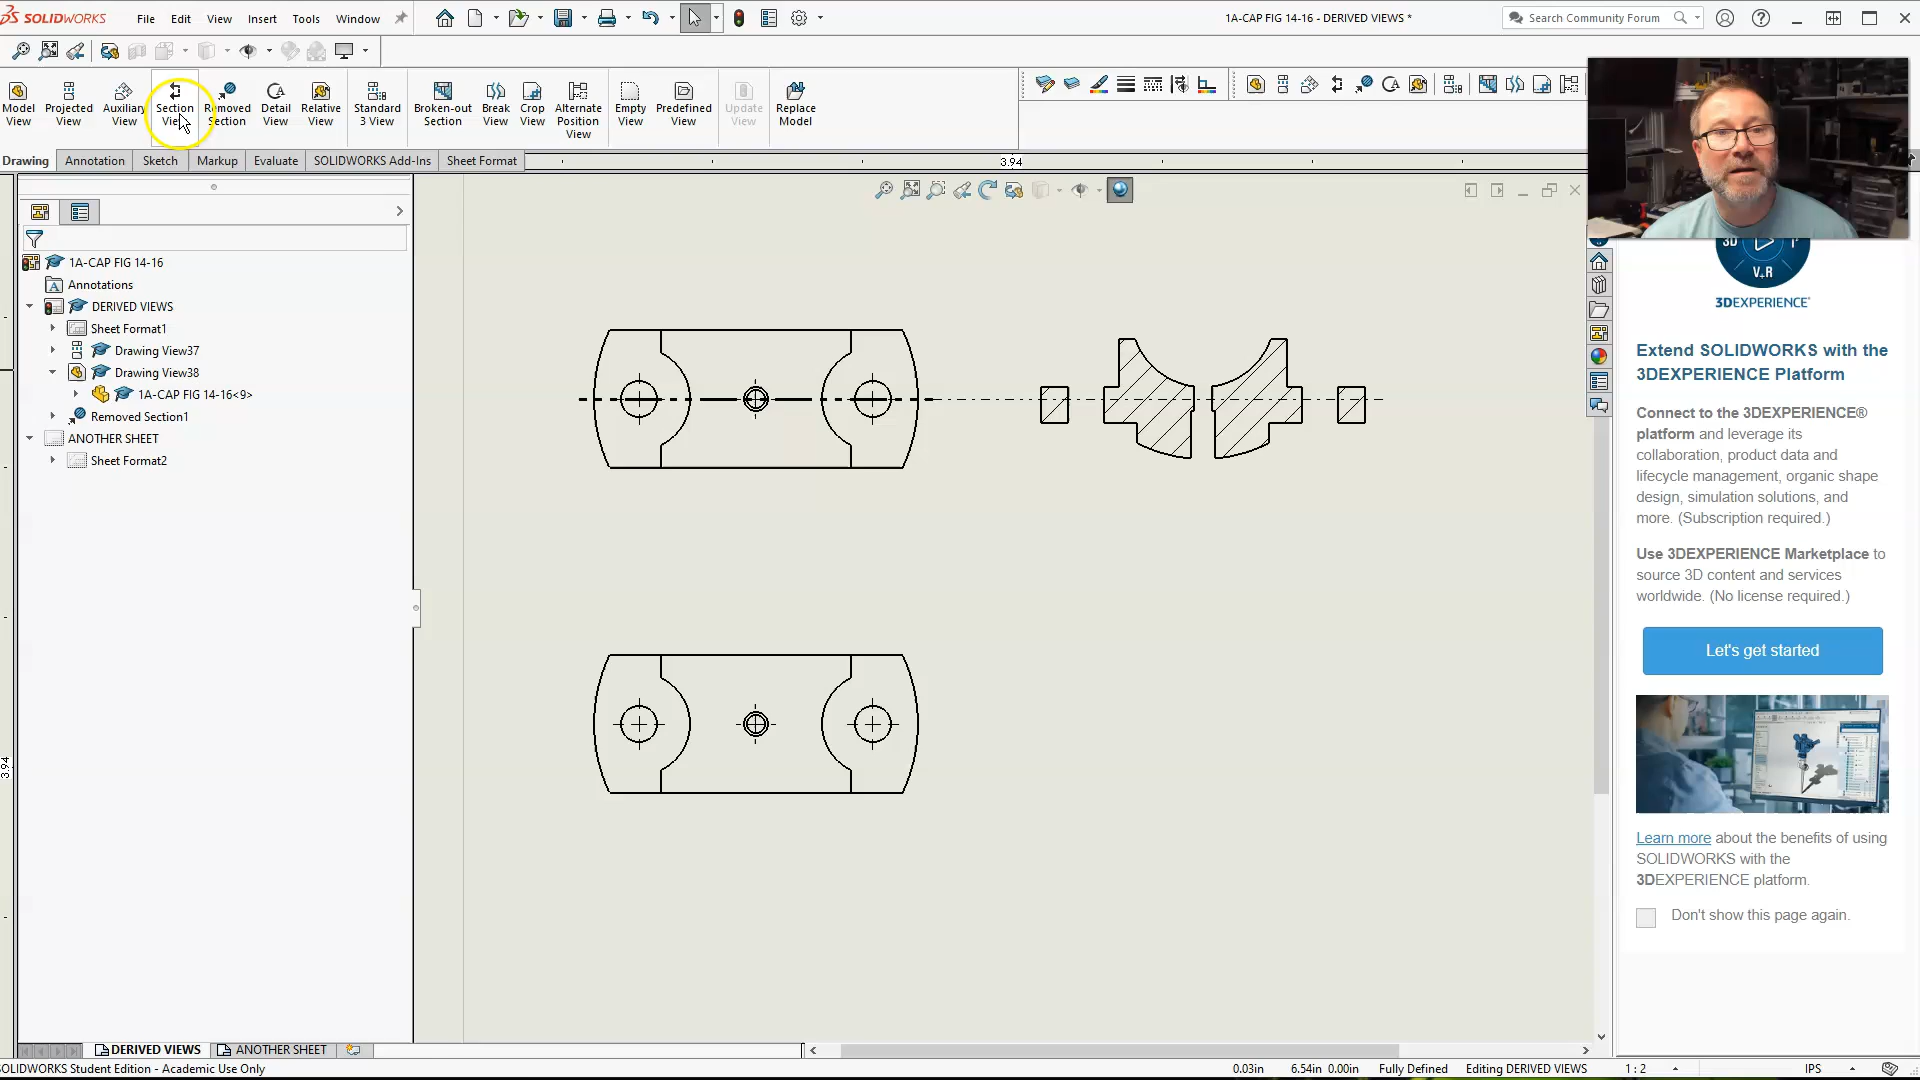 SOLIDWORKS File Edit View Insert Tools Window
1A-CAP FIG 14-16 - DERIVED VIEWS *
Search Community Forum
Model View
Projected View
Auxiliary View
Section View
Removed Section
Detail View
Relative View
Standard 3 View
Broken-out Section
Break View
Crop View
Alternate Position View
Empty View
Predefined View
Update View
Replace Model
Drawing Annotation Sketch Markup Evaluate SOLIDWORKS Add-Ins Sheet Format
3.94
1A-CAP FIG 14-16
Annotations
DERIVED VIEWS
Sheet Format1
Drawing View37
Drawing View38
1A-CAP FIG 14-16<9>
Removed Section1
ANOTHER SHEET
Sheet Format2
3.94
3D
V+R
3DEXPERIENCE®
Extend SOLIDWORKS with the
3DEXPERIENCE Platform
Connect to the 3DEXPERIENCE®
platform and leverage its
collaboration, product data and
lifecycle management, organic shape
design, simulation solutions, and
more. (Subscription required.)
Use 3DEXPERIENCE Marketplace to
source 3D content and services
worldwide. (No license required.)
Let's get started
Learn more about the benefits of using
SOLIDWORKS with the
3DEXPERIENCE platform.
Don't show this page again.
DERIVED VIEWS ANOTHER SHEET
SOLIDWORKS Student Edition - Academic Use Only
0.03in 6.54in 0.00in Fully Defined Editing DERIVED VIEWS 1 : 2 IPS